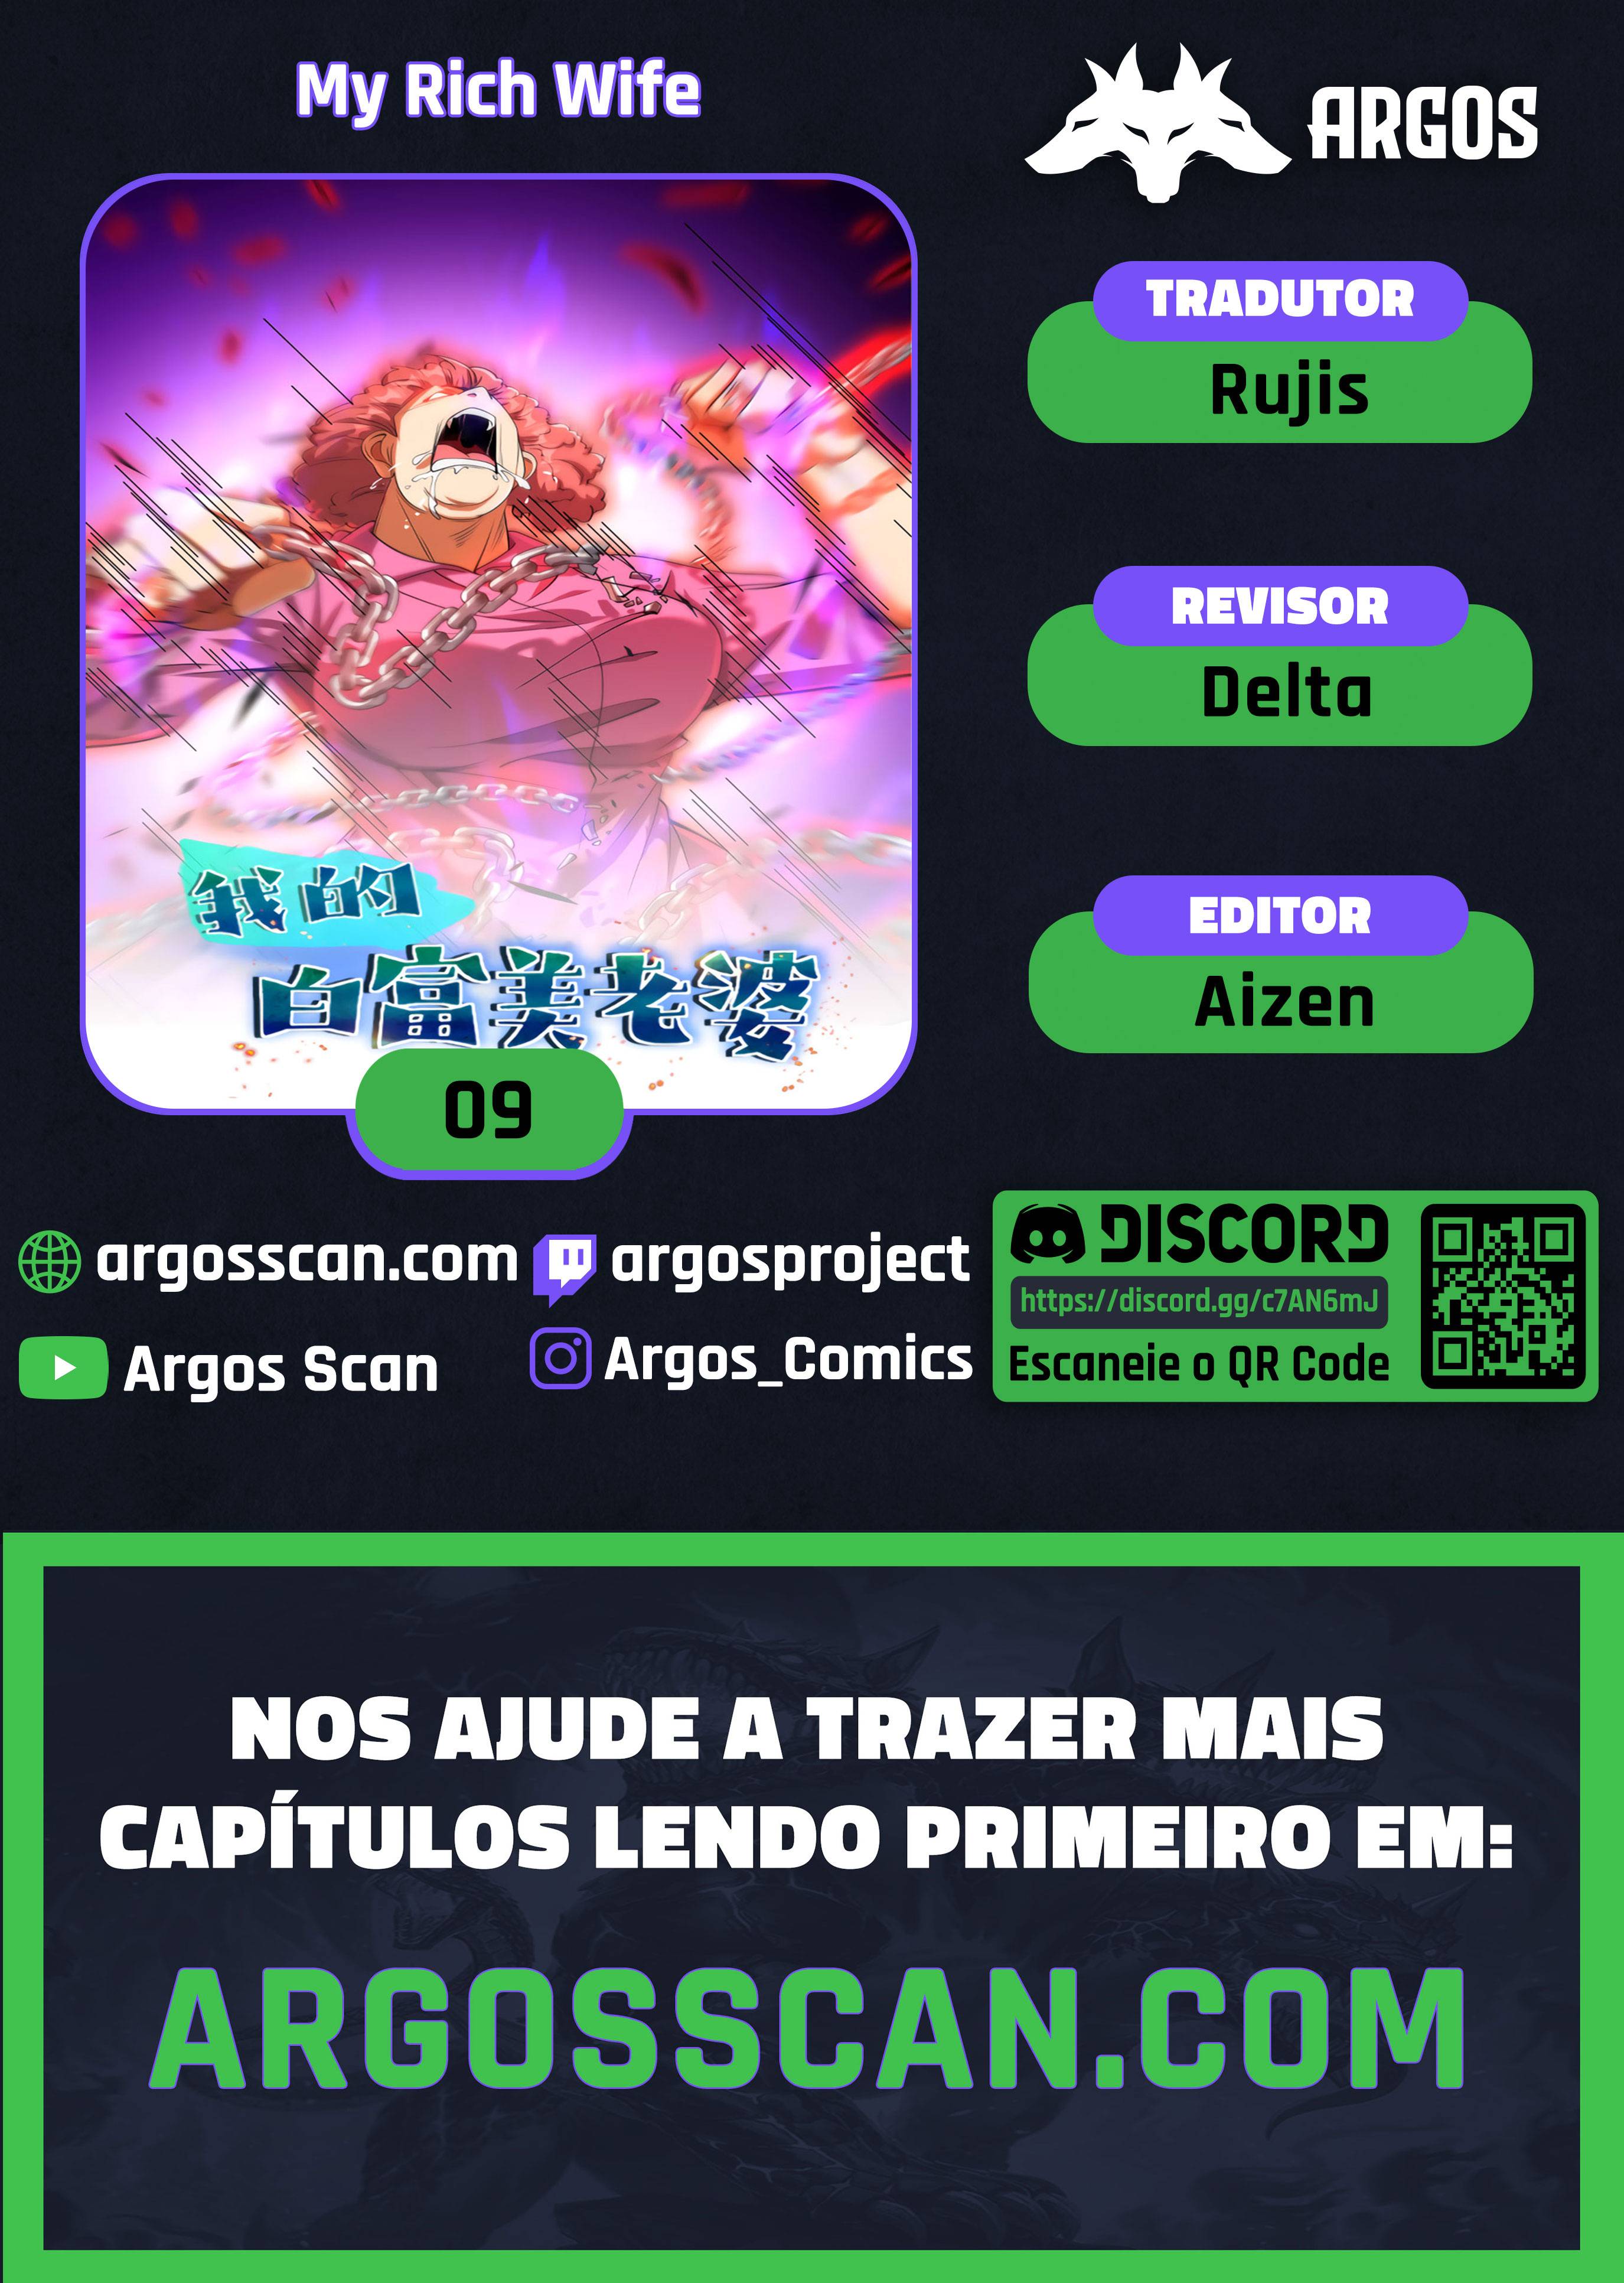 My Rich Wife
ARGOS
TRADUTOR
Rujis
REVISOR
Delta
EDITOR
Aizen
我的
白富美老婆
09
argosscan.com
argosproject
Argos Scan
Argos_Comics
DISCORD
https://discord.gg/c7AN6mJ
Escaneie o QR Code
NOS AJUDE A TRAZER MAIS
CAPÍTULOS LENDO PRIMEIRO EM:
ARGOSSCAN.COM